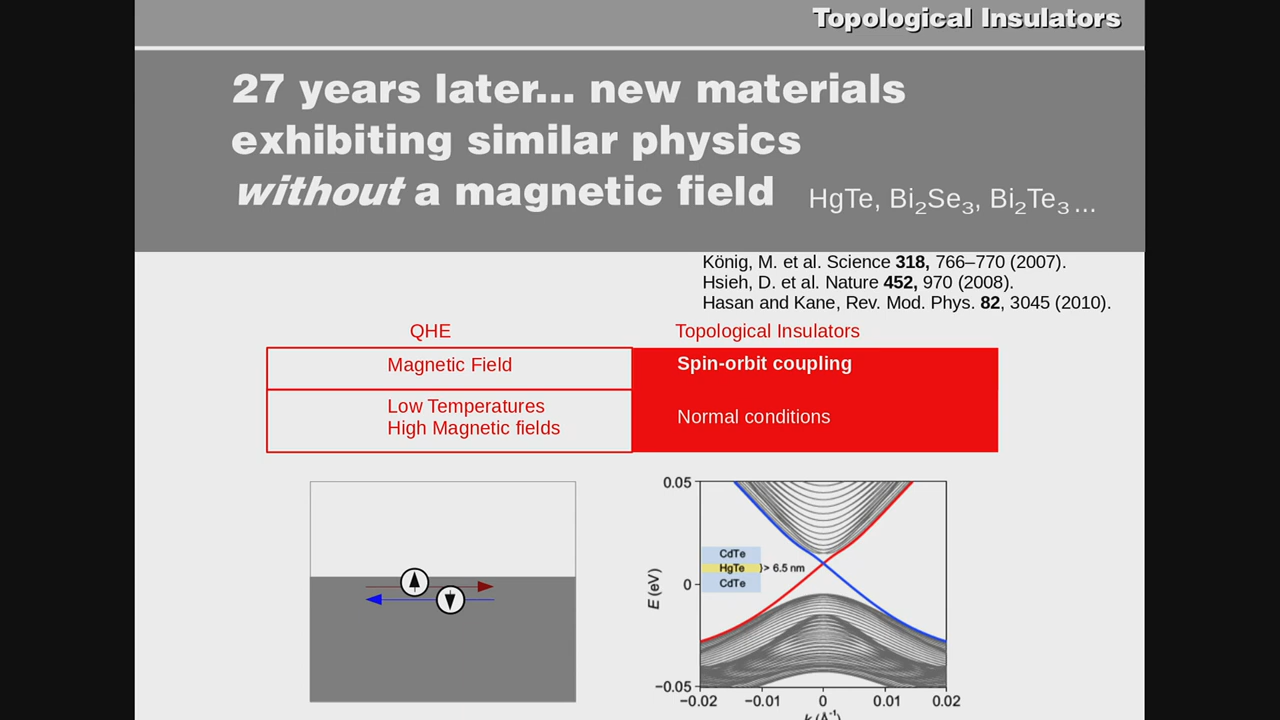 Topological Insulators
27 years later... new materials
exhibiting similar physics
without a magnetic field
HgTe, Bi₂Se₃, Bi₂Te₃ ...
König, M. et al. Science 318, 766–770 (2007).
Hsieh, D. et al. Nature 452, 970 (2008).
Hasan and Kane, Rev. Mod. Phys. 82, 3045 (2010).
QHE
Topological Insulators
Magnetic Field
Spin-orbit coupling
Low Temperatures
High Magnetic fields
Normal conditions
0.05
CdTe
HgTe }> 6.5 nm
CdTe
E (eV)
0
−0.05
−0.02 −0.01 0 0.01 0.02
k (Å⁻¹)